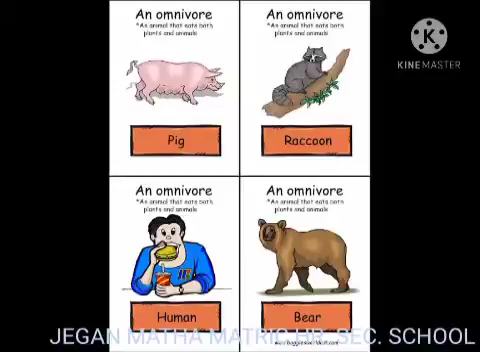 An omnivore
*An animal that eats both
plants and animals
Pig
An omnivore
*An animal that eats both
plants and animals
Raccoon
KINEMASTER
An omnivore
*An animal that eats both
plants and animals
Human
An omnivore
*An animal that eats both
plants and animals
Bear
JEGAN MATHA MATRIC HR. SEC. SCHOOL